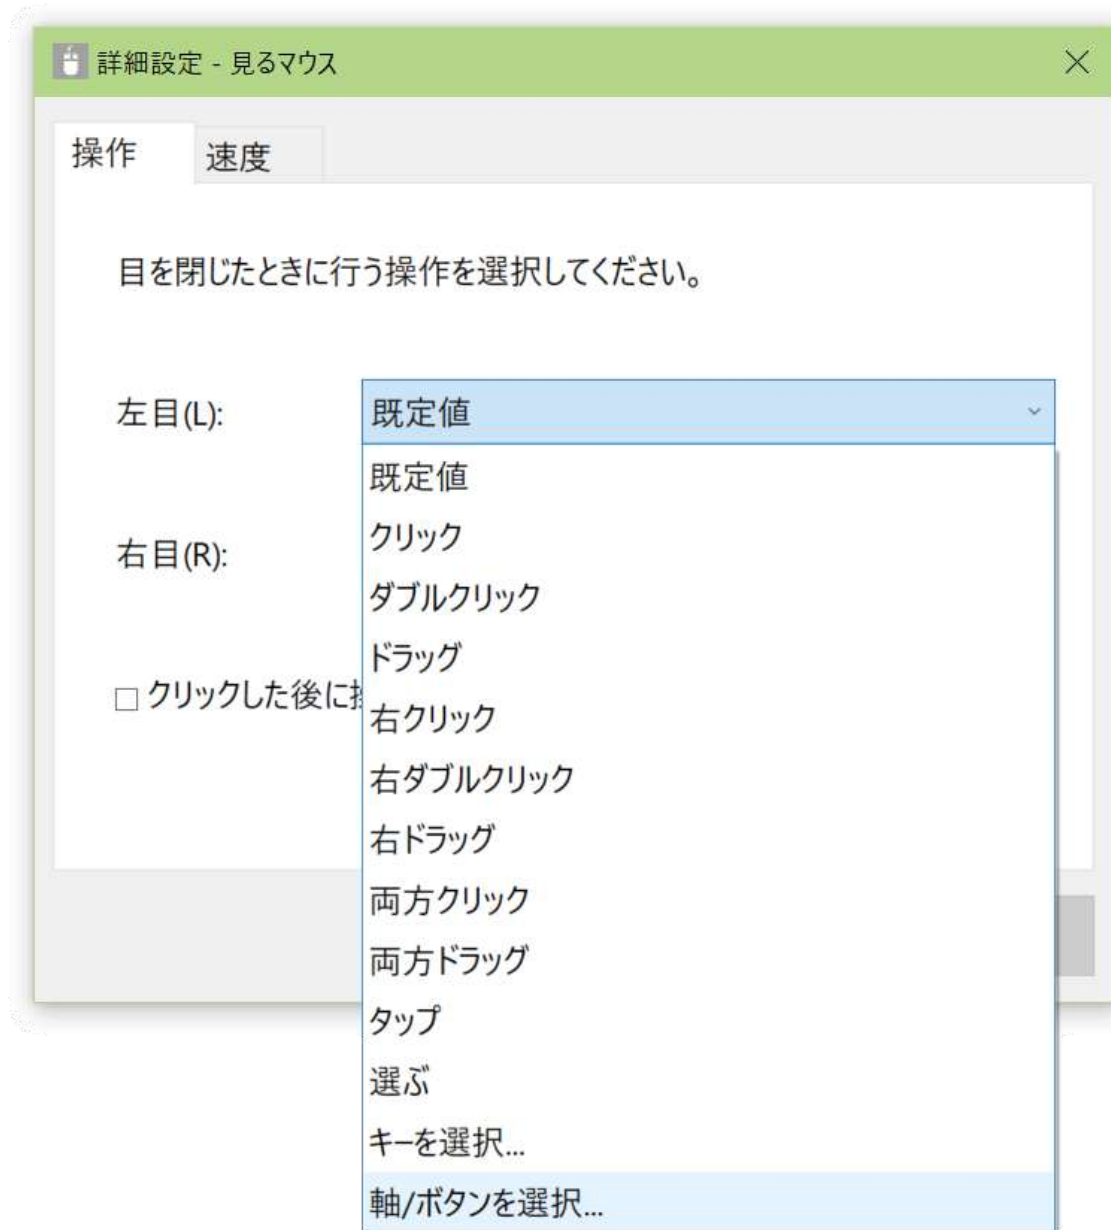 詳細設定 - 見るマウス
操作
速度
目を閉じたときに行う操作を選択してください。
左目(L):
既定値
既定値
クリック
ダブルクリック
右目(R):
ドラッグ
クリックした後に
右クリック
右ダブルクリック
右ドラッグ
両方クリック
両方ドラッグ
タップ
選ぶ
キーを選択...
軸/ボタンを選択...